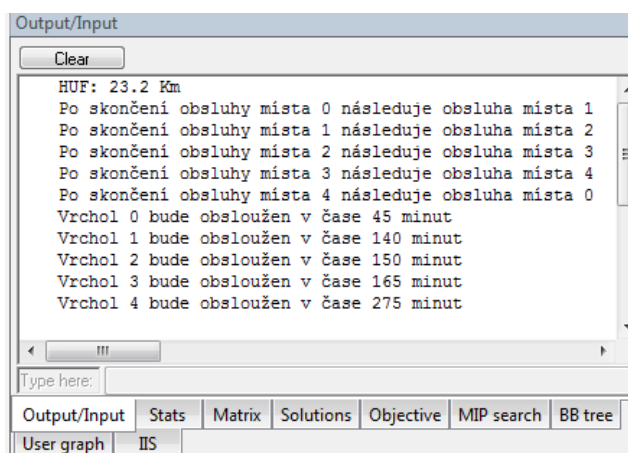 Output/Input
Clear
HUF: 23.2 Km
Po skončení obsluhy místa 0 následuje obsluha místa 1
Po skončení obsluhy místa 1 následuje obsluha místa 2
Po skončení obsluhy místa 2 následuje obsluha místa 3
Po skončení obsluhy místa 3 následuje obsluha místa 4
Po skončení obsluhy místa 4 následuje obsluha místa 0
Vrchol 0 bude obsloužen v čase 45 minut
Vrchol 1 bude obsloužen v čase 140 minut
Vrchol 2 bude obsloužen v čase 150 minut
Vrchol 3 bude obsloužen v čase 165 minut
Vrchol 4 bude obsloužen v čase 275 minut
Type here:
Output/Input Stats Matrix Solutions Objective MIP search BB tree
User graph IIS